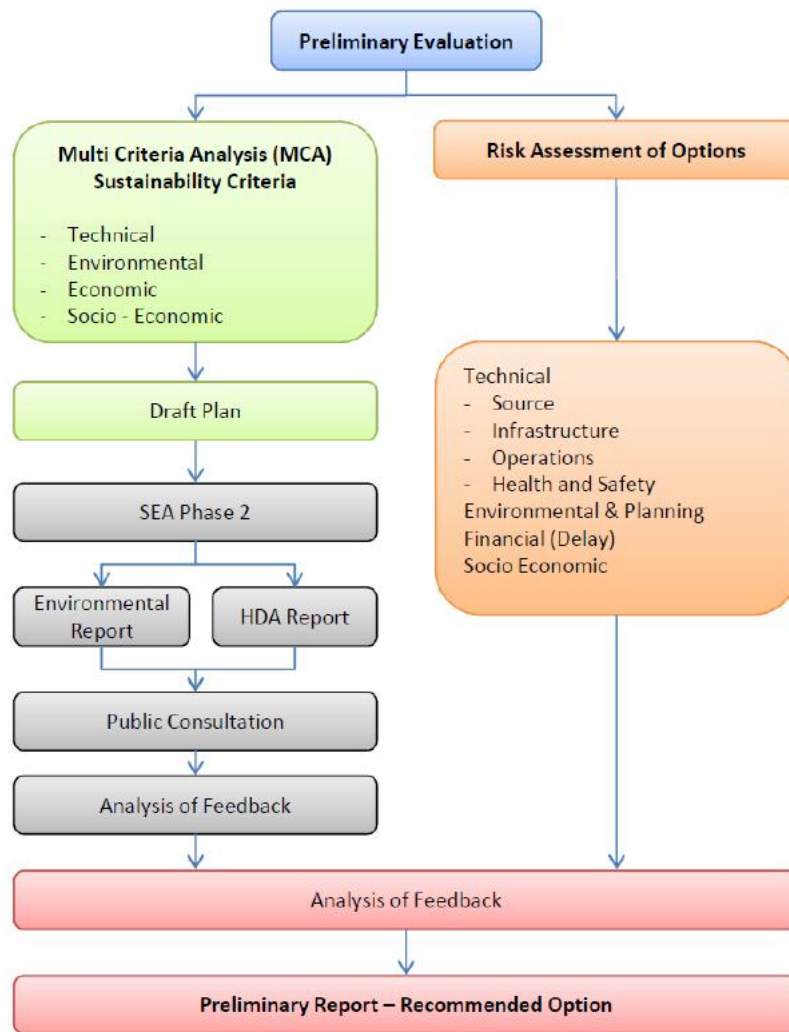 Preliminary Evaluation
Multi Criteria Analysis (MCA)
Sustainability Criteria
- Technical
- Environmental
- Economic
- Socio - Economic
Risk Assessment of Options
Technical
- Source
- Infrastructure
- Operations
- Health and Safety
Environmental & Planning
Financial (Delay)
Socio Economic
Draft Plan
SEA Phase 2
Environmental
Report
HDA Report
Public Consultation
Analysis of Feedback
Analysis of Feedback
Preliminary Report – Recommended Option